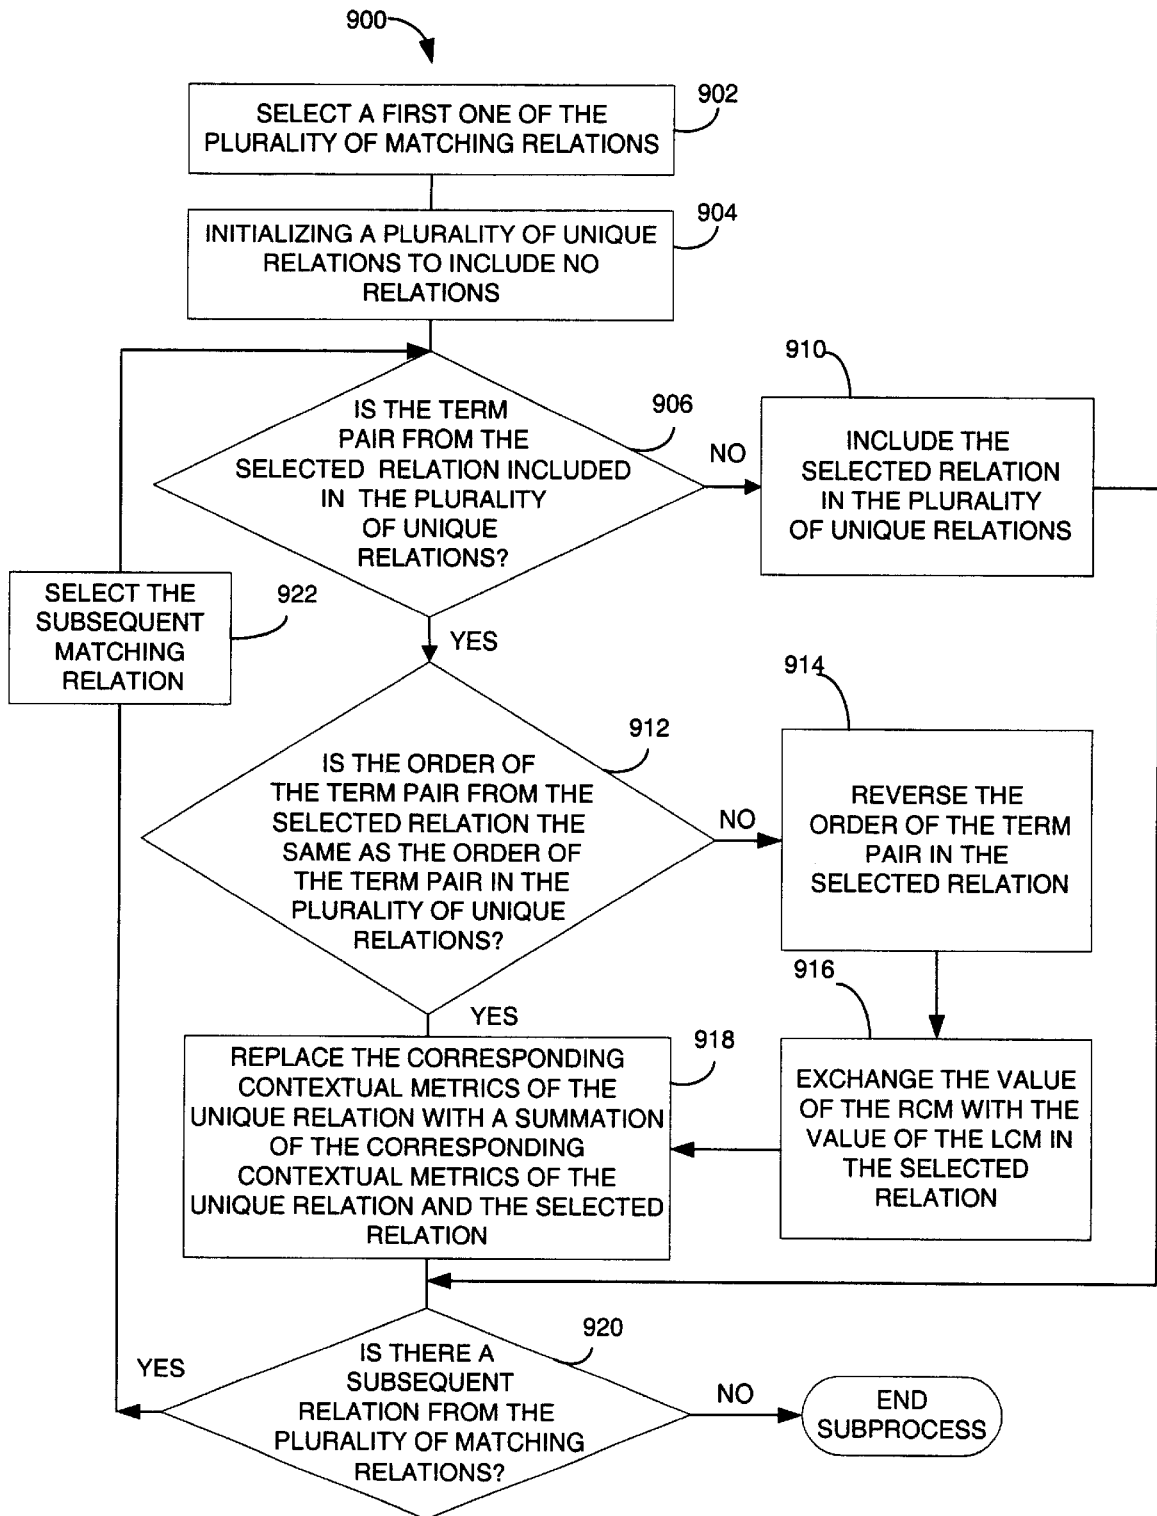 900
902
SELECT A FIRST ONE OF THE
PLURALITY OF MATCHING RELATIONS
904
INITIALIZING A PLURALITY OF UNIQUE
RELATIONS TO INCLUDE NO
RELATIONS
906
IS THE TERM
PAIR FROM THE
SELECTED RELATION INCLUDED
IN THE PLURALITY
OF UNIQUE
RELATIONS?
NO
910
INCLUDE THE
SELECTED RELATION
IN THE PLURALITY
OF UNIQUE RELATIONS
SELECT THE
SUBSEQUENT
MATCHING
RELATION
922
YES
912
IS THE ORDER OF
THE TERM PAIR FROM THE
SELECTED RELATION THE
SAME AS THE ORDER OF
THE TERM PAIR IN THE
PLURALITY OF UNIQUE
RELATIONS?
NO
914
REVERSE THE
ORDER OF THE TERM
PAIR IN THE
SELECTED RELATION
916
EXCHANGE THE VALUE
OF THE RCM WITH THE
VALUE OF THE LCM IN
THE SELECTED
RELATION
YES
918
REPLACE THE CORRESPONDING
CONTEXTUAL METRICS OF THE
UNIQUE RELATION WITH A SUMMATION
OF THE CORRESPONDING
CONTEXTUAL METRICS OF THE
UNIQUE RELATION AND THE SELECTED
RELATION
920
IS THERE A
SUBSEQUENT
RELATION FROM THE
PLURALITY OF MATCHING
RELATIONS?
YES
NO
END
SUBPROCESS